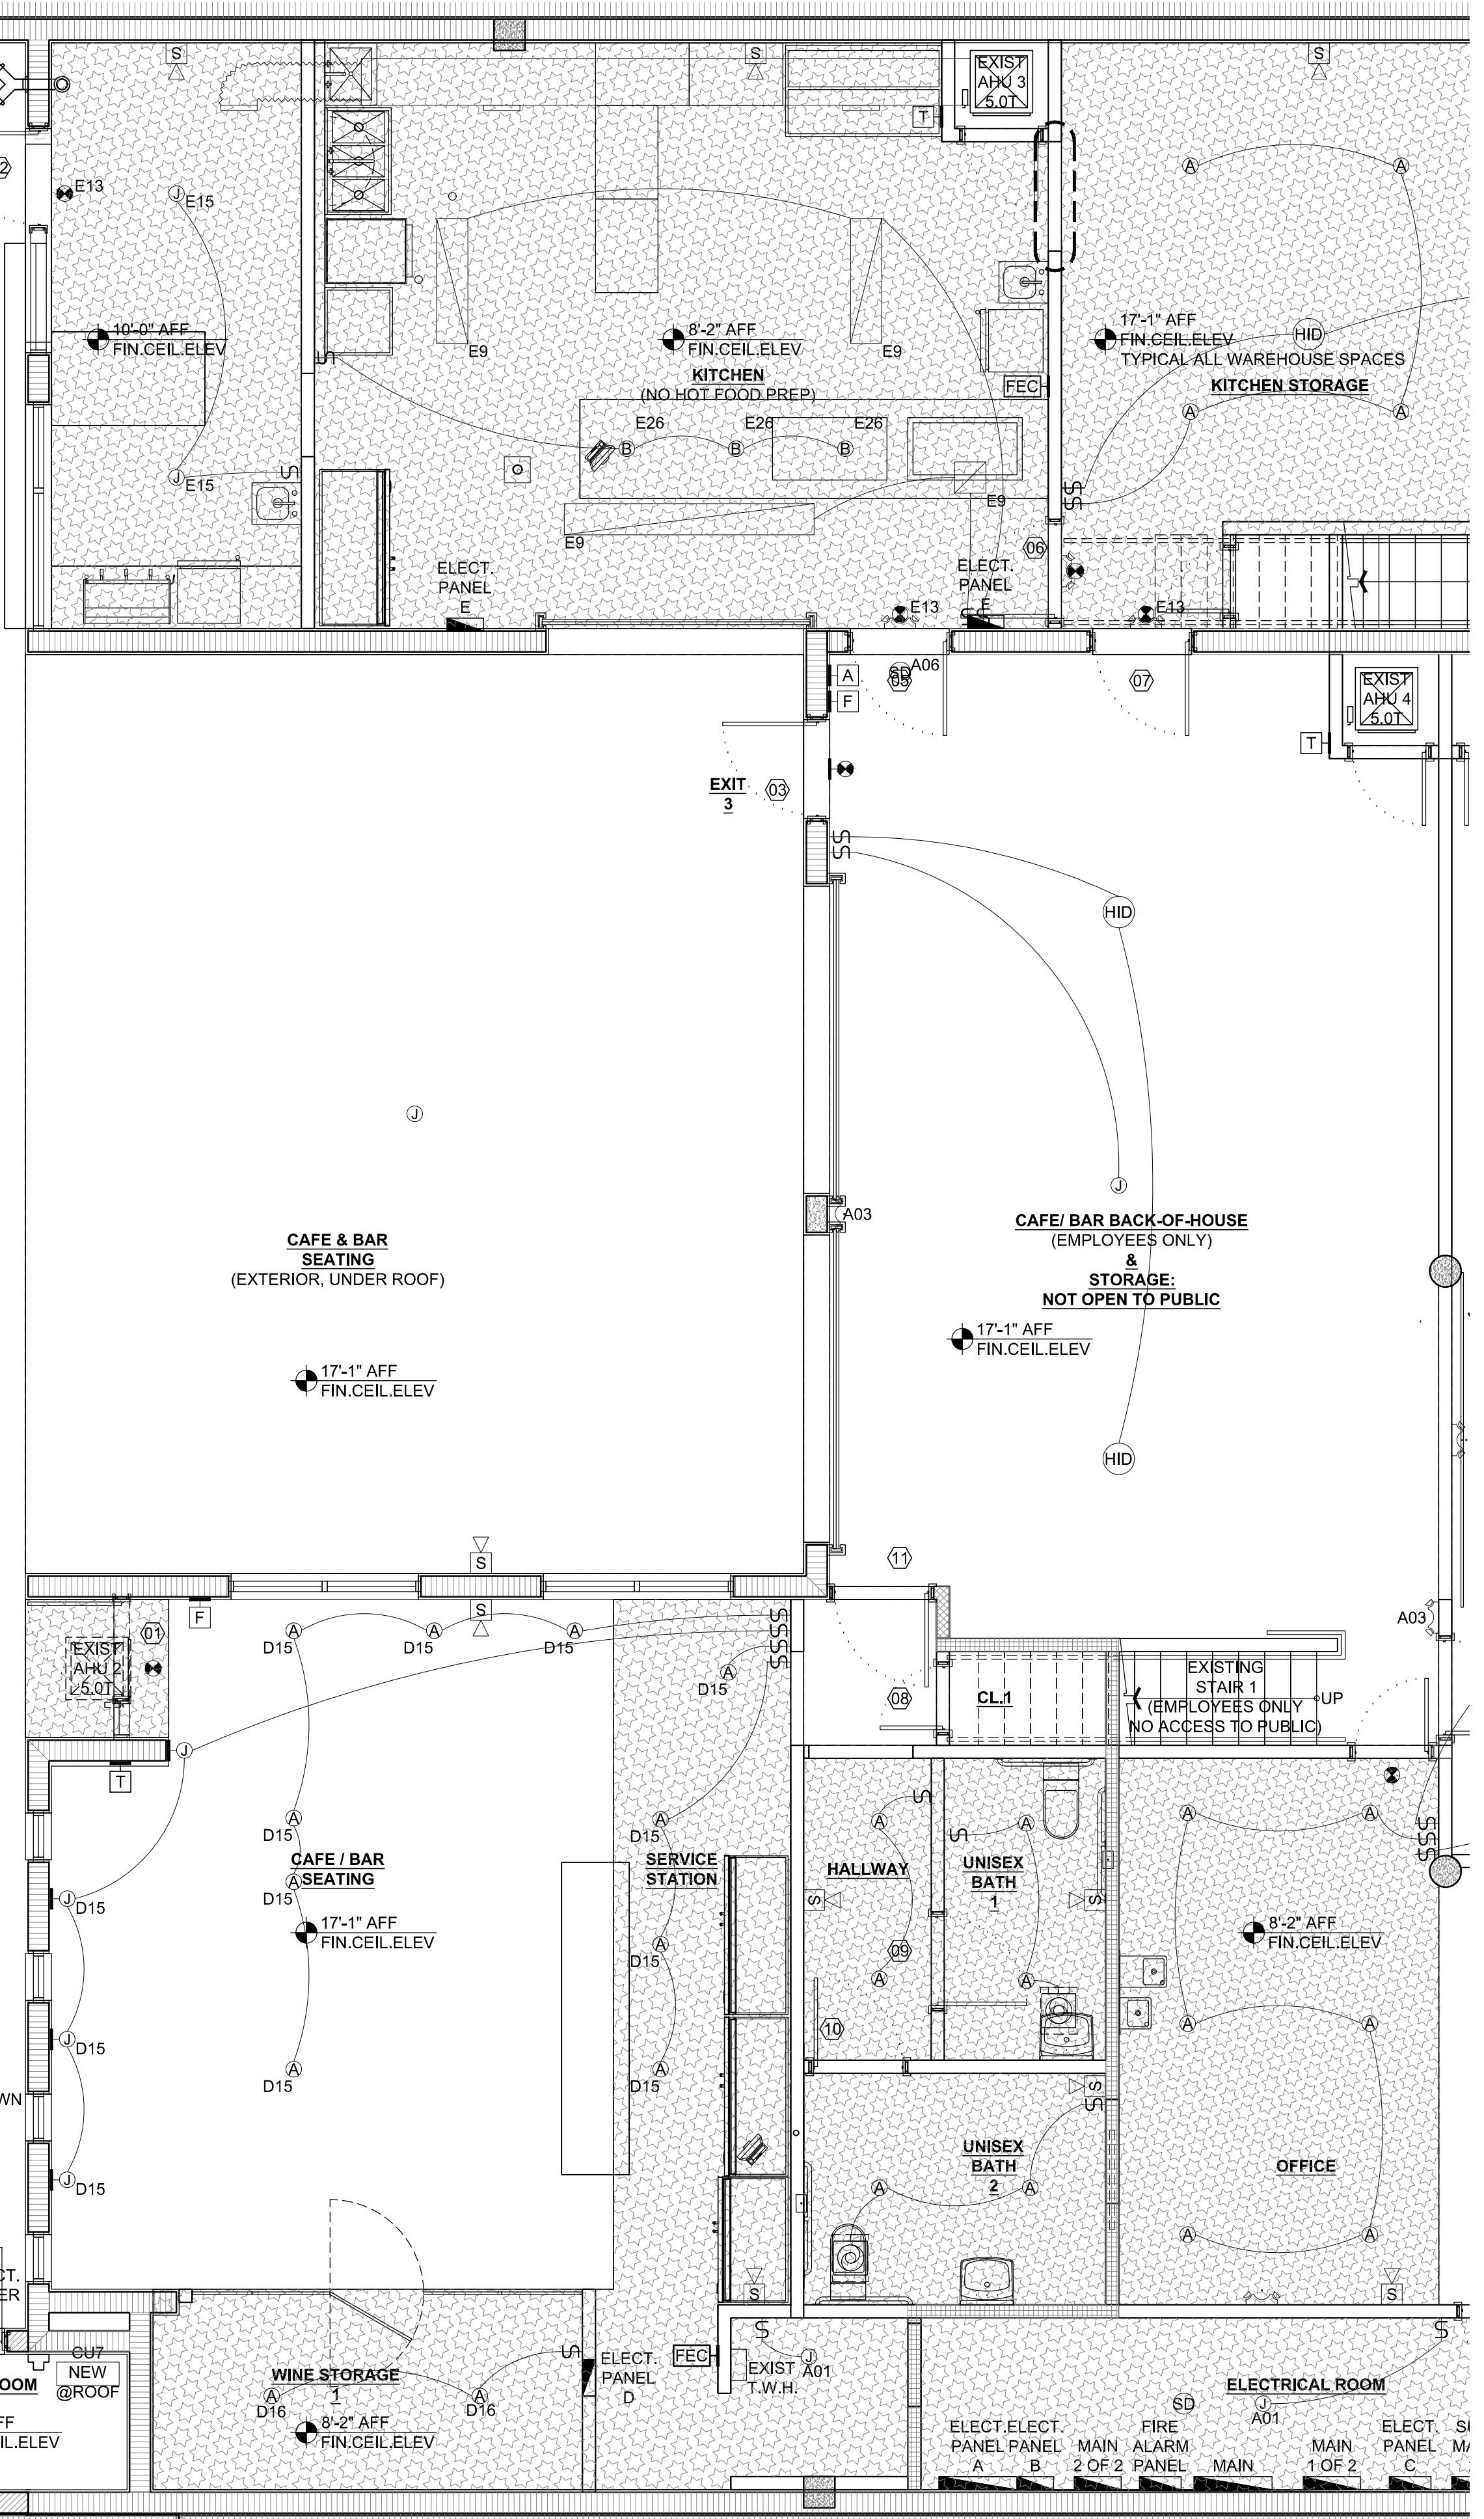 S
S
S
EXIST
AHU 3
5.0T
T
2
E13
J
E15
A
A
10'-0" AFF
FIN.CEIL.ELEV
8'-2" AFF
FIN.CEIL.ELEV
E9
E9
KITCHEN
(NO HOT FOOD PREP)
FEC
17'-1" AFF
FIN.CEIL.ELEV
TYPICAL ALL WAREHOUSE SPACES
HID
KITCHEN STORAGE
A
A
E26
E26
E26
B
B
B
J
E15
S
S
S
S
E9
E9
06
ELECT.
PANEL
E
ELECT.
PANEL
E
E13
E13
A
F
SD
A06
05
07
EXIST
AHU 4
5.0T
T
EXIT
3
03
S
S
HID
J
J
A03
CAFE & BAR
SEATING
(EXTERIOR, UNDER ROOF)
CAFE/ BAR BACK-OF-HOUSE
(EMPLOYEES ONLY)
&
STORAGE:
NOT OPEN TO PUBLIC
17'-1" AFF
FIN.CEIL.ELEV
17'-1" AFF
FIN.CEIL.ELEV
HID
S
11
F
S
A03
01
EXIST
AHU 2
5.0T
A
D15
A
D15
A
D15
S
S
S
S
A
D15
08
CL.1
EXISTING
STAIR 1
(EMPLOYEES ONLY
NO ACCESS TO PUBLIC)
UP
J
T
A
D15
A
D15
S
A
S
A
A
A
S
S
S
CAFE / BAR
SEATING
A
D15
SERVICE
STATION
HALLWAY
UNISEX
BATH
1
S
S
J
D15
17'-1" AFF
FIN.CEIL.ELEV
A
D15
09
A
A
8'-2" AFF
FIN.CEIL.ELEV
J
D15
A
D15
A
D15
10
A
A
S
S
WN
UNISEX
BATH
2
OFFICE
J
D15
A
A
A
A
CT.
ER
S
S
CU7
NEW
@ROOF
OOM
FF
IL.ELEV
WINE STORAGE
1
A
D16
A
D16
S
8'-2" AFF
FIN.CEIL.ELEV
ELECT.
PANEL
D
FEC
S
J
A01
EXIST
T.W.H.
S
ELECTRICAL ROOM
SD
J
A01
ELECT.
PANEL
A
ELECT.
PANEL
B
MAIN
2 OF 2
FIRE
ALARM
PANEL
MAIN
MAIN
1 OF 2
ELECT.
PANEL
C